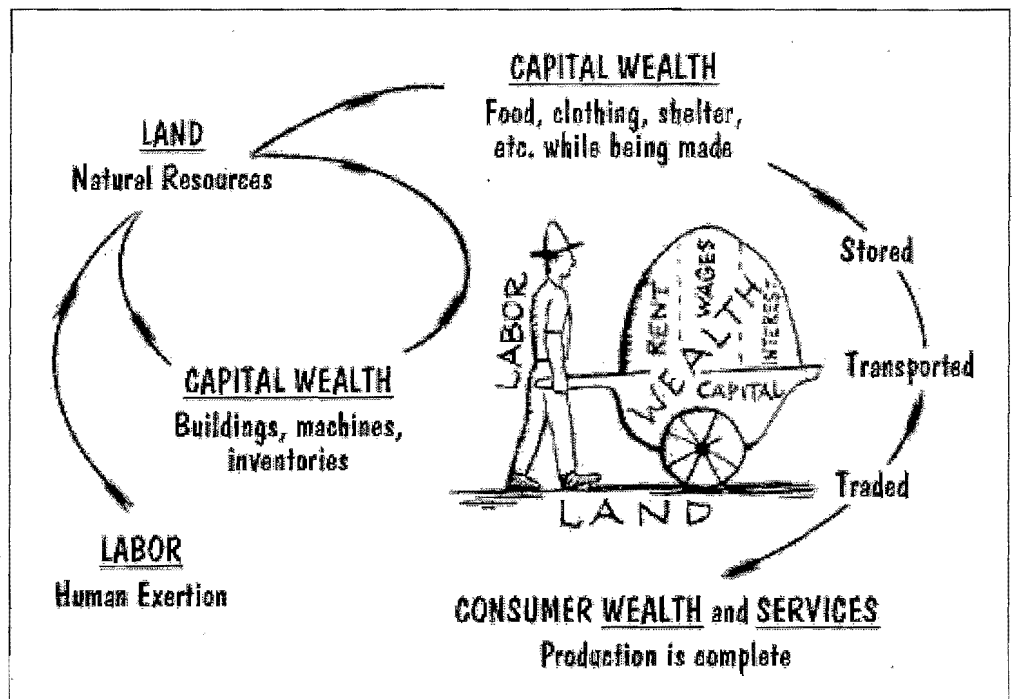 CAPITAL WEALTH
Food, clothing, shelter,
etc. while being made
LAND
Natural Resources
Stored
Transported
Traded
LABOR
RENT
WAGES
INTEREST
WEALTH
CAPITAL
LAND
CAPITAL WEALTH
Buildings, machines,
inventories
LABOR
Human Exertion
CONSUMER WEALTH and SERVICES
Production is complete